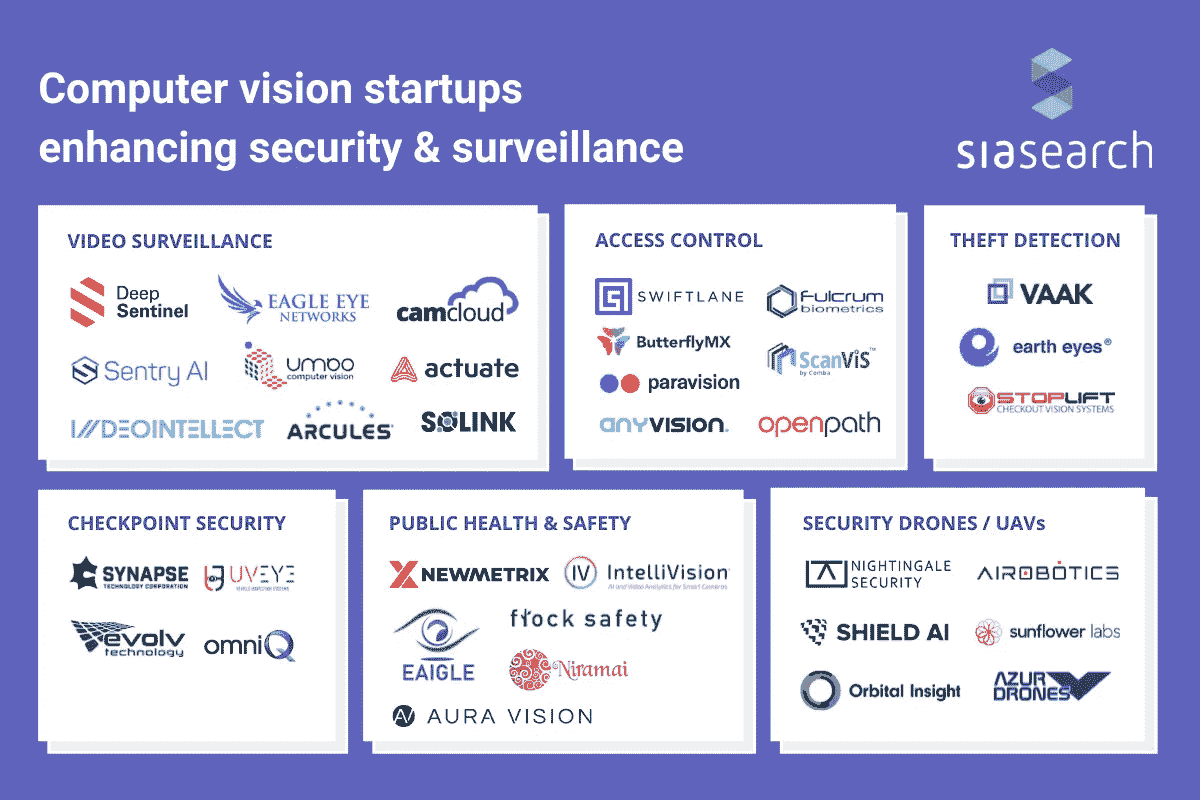 Computer vision startups
enhancing security & surveillance
siasearch
VIDEO SURVEILLANCE
Deep
Sentinel
EAGLE EYE
NETWORKS
camcloud
Sentry AI
umbo
computer vision
actuate
VIDEOINTELLECT
ARCULES
SOLINK
ACCESS CONTROL
SWIFTLANE
Fulcrum
biometrics
ButterflyMX
ScanViS™
by Comba
paravision
anyvision.
openpath
THEFT DETECTION
VAAK
earth eyes®
STOPLIFT
CHECKOUT VISION SYSTEMS
CHECKPOINT SECURITY
SYNAPSE
TECHNOLOGY CORPORATION
UVEYE
evolv
technology
omniQ
PUBLIC HEALTH & SAFETY
NEWMETRIX
IV
IntelliVision
AI and Video Analytics for Smart Cameras
EAIGLE
flock safety
Niramai
AV AURA VISION
SECURITY DRONES / UAVs
NIGHTINGALE
SECURITY
AIROBOTICS
SHIELD AI
sunflower labs
Orbital Insight
AZUR
DRONES